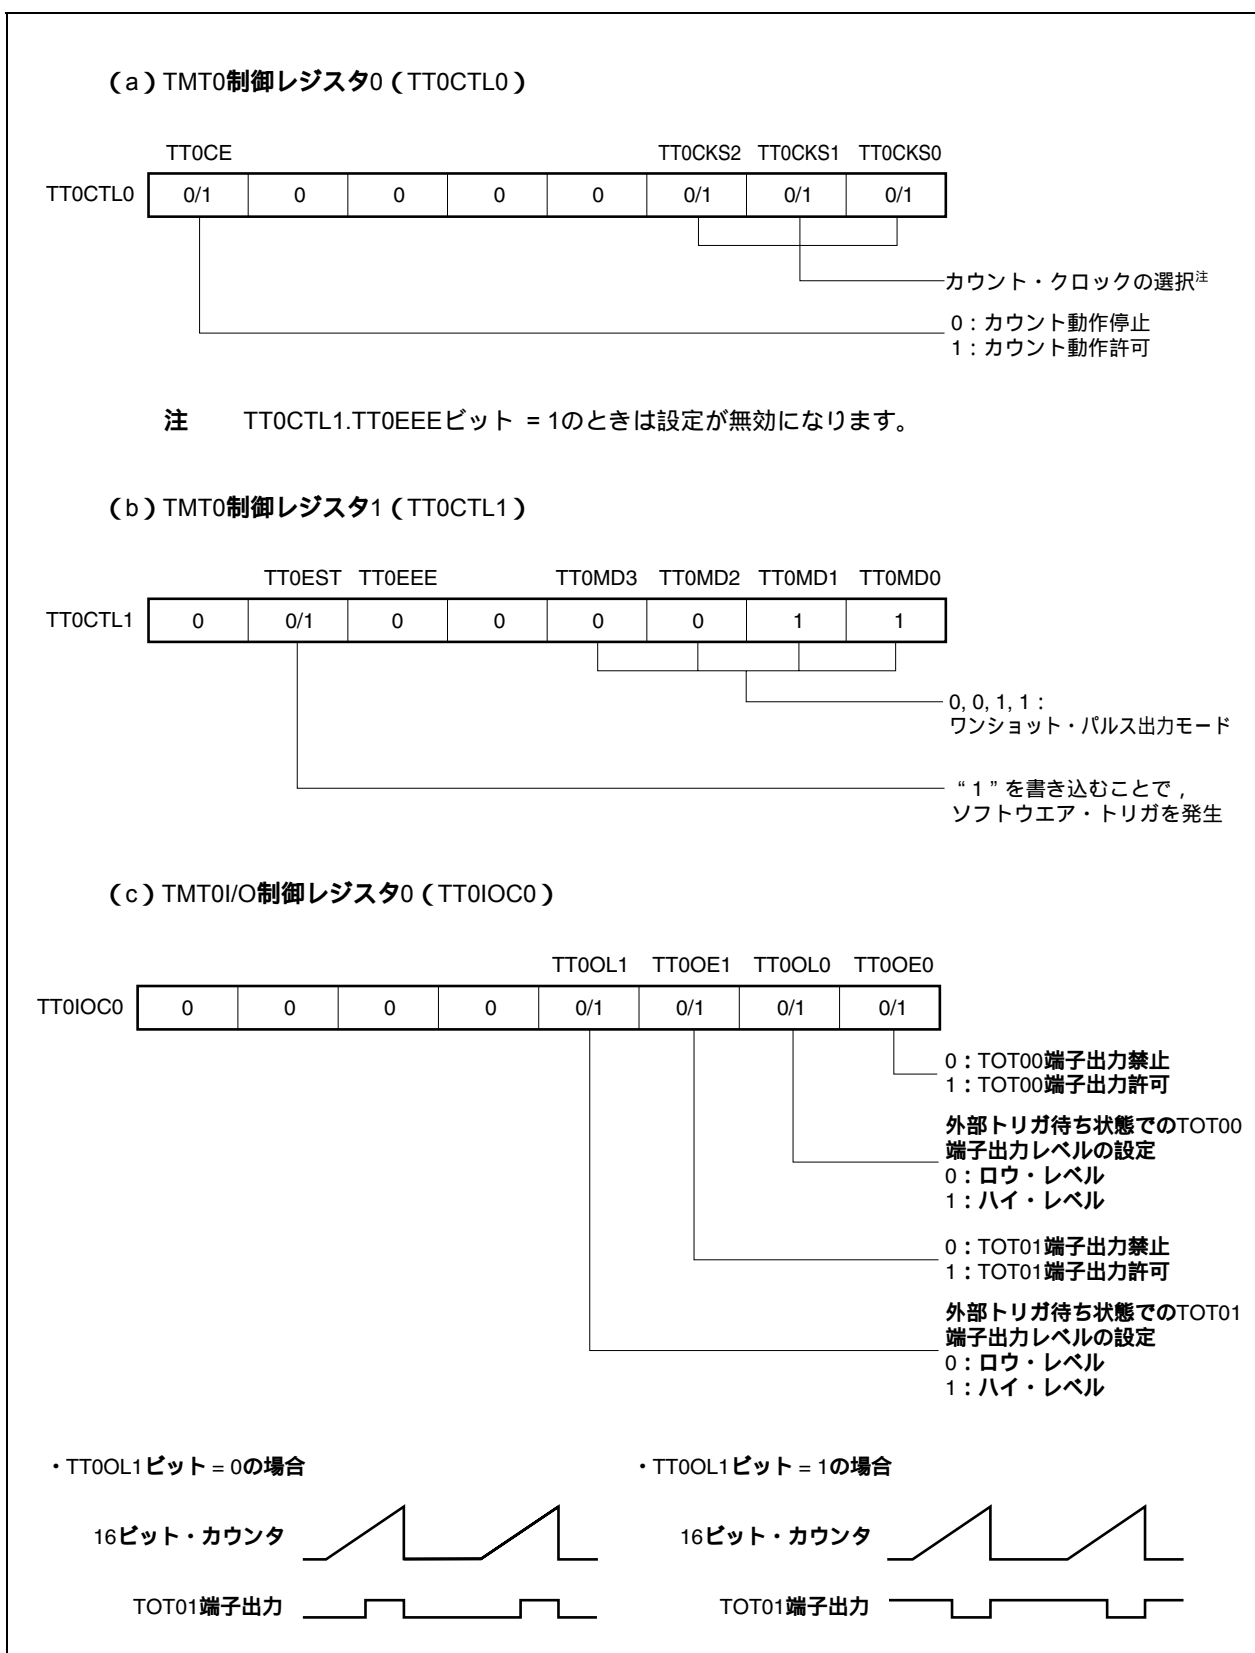 (a)TMT0制御レジスタ0(TT0CTL0)
TT0CE TT0CKS2 TT0CKS1 TT0CKS0
TT0CTL0 0/1 0 0 0 0 0/1 0/1 0/1
カウント・クロックの選択注
0:カウント動作停止
1:カウント動作許可
注 TT0CTL1.TT0EEEビット = 1のときは設定が無効になります。
(b)TMT0制御レジスタ1(TT0CTL1)
TT0EST TT0EEE TT0MD3 TT0MD2 TT0MD1 TT0MD0
TT0CTL1 0 0/1 0 0 0 0 1 1
0, 0, 1, 1:
ワンショット・パルス出力モード
“1”を書き込むことで,
ソフトウエア・トリガを発生
(c)TMT0I/O制御レジスタ0(TT0IOC0)
TT0OL1 TT0OE1 TT0OL0 TT0OE0
TT0IOC0 0 0 0 0 0/1 0/1 0/1 0/1
0:TOT00端子出力禁止
1:TOT00端子出力許可
外部トリガ待ち状態でのTOT00
端子出力レベルの設定
0:ロウ・レベル
1:ハイ・レベル
0:TOT01端子出力禁止
1:TOT01端子出力許可
外部トリガ待ち状態でのTOT01
端子出力レベルの設定
0:ロウ・レベル
1:ハイ・レベル
・TT0OL1ビット = 0の場合
16ビット・カウンタ
TOT01端子出力
・TT0OL1ビット = 1の場合
16ビット・カウンタ
TOT01端子出力